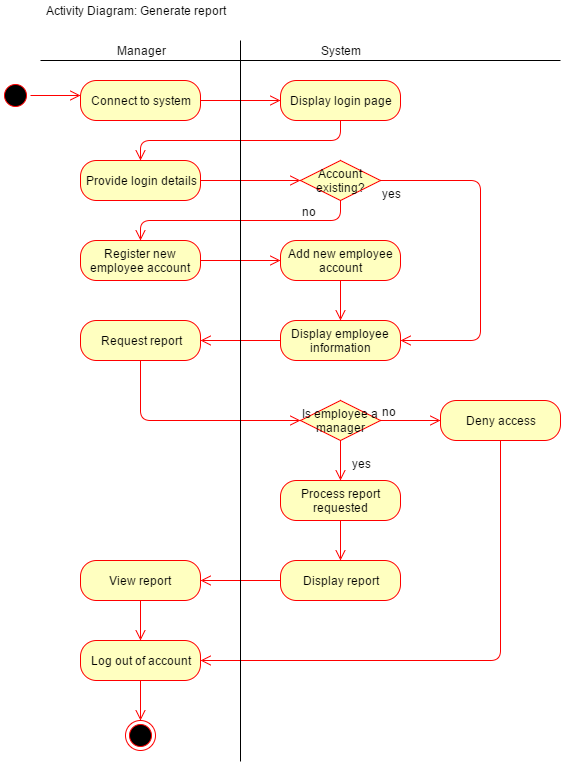 Activity Diagram: Generate report
Manager
System
Connect to system
Display login page
Provide login details
Account
existing?
yes
no
Register new
employee account
Add new employee
account
Request report
Display employee
information
Is employee a
manager
no
Deny access
yes
Process report
requested
View report
Display report
Log out of account